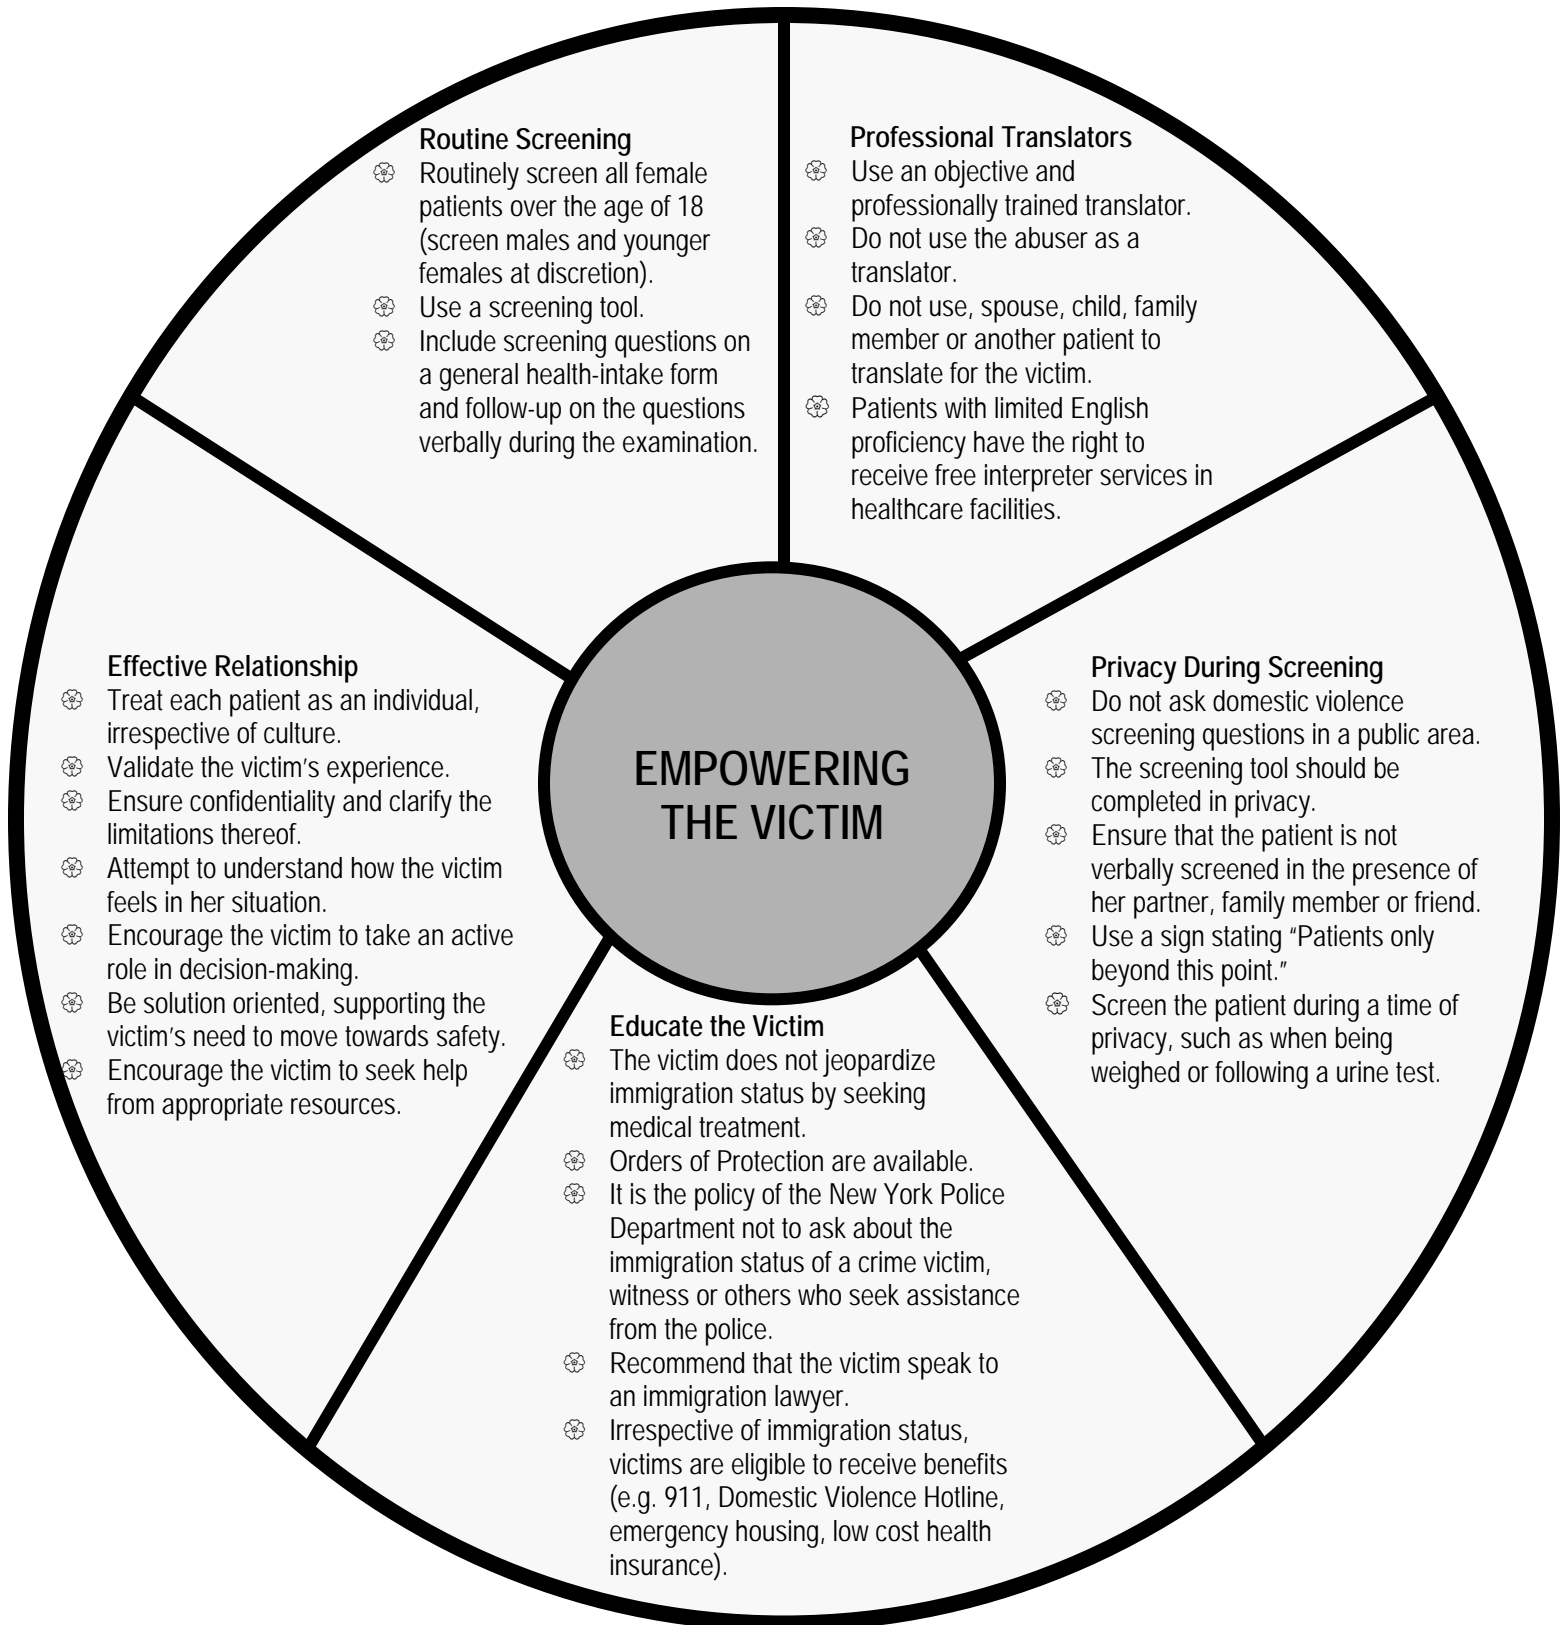 Routine Screening
Routinely screen all female
patients over the age of 18
(screen males and younger
females at discretion).
Use a screening tool.
Include screening questions on
a general health-intake form
and follow-up on the questions
verbally during the examination.
Professional Translators
Use an objective and
professionally trained translator.
Do not use the abuser as a
translator.
Do not use, spouse, child, family
member or another patient to
translate for the victim.
Patients with limited English
proficiency have the right to
receive free interpreter services in
healthcare facilities.
Effective Relationship
Treat each patient as an individual,
irrespective of culture.
Validate the victim's experience.
Ensure confidentiality and clarify the
limitations thereof.
Attempt to understand how the victim
feels in her situation.
Encourage the victim to take an active
role in decision-making.
Be solution oriented, supporting the
victim's need to move towards safety.
Encourage the victim to seek help
from appropriate resources.
EMPOWERING
THE VICTIM
Privacy During Screening
Do not ask domestic violence
screening questions in a public area.
The screening tool should be
completed in privacy.
Ensure that the patient is not
verbally screened in the presence of
her partner, family member or friend.
Use a sign stating “Patients only
beyond this point.”
Screen the patient during a time of
privacy, such as when being
weighed or following a urine test.
Educate the Victim
The victim does not jeopardize
immigration status by seeking
medical treatment.
Orders of Protection are available.
It is the policy of the New York Police
Department not to ask about the
immigration status of a crime victim,
witness or others who seek assistance
from the police.
Recommend that the victim speak to
an immigration lawyer.
Irrespective of immigration status,
victims are eligible to receive benefits
(e.g. 911, Domestic Violence Hotline,
emergency housing, low cost health
insurance).